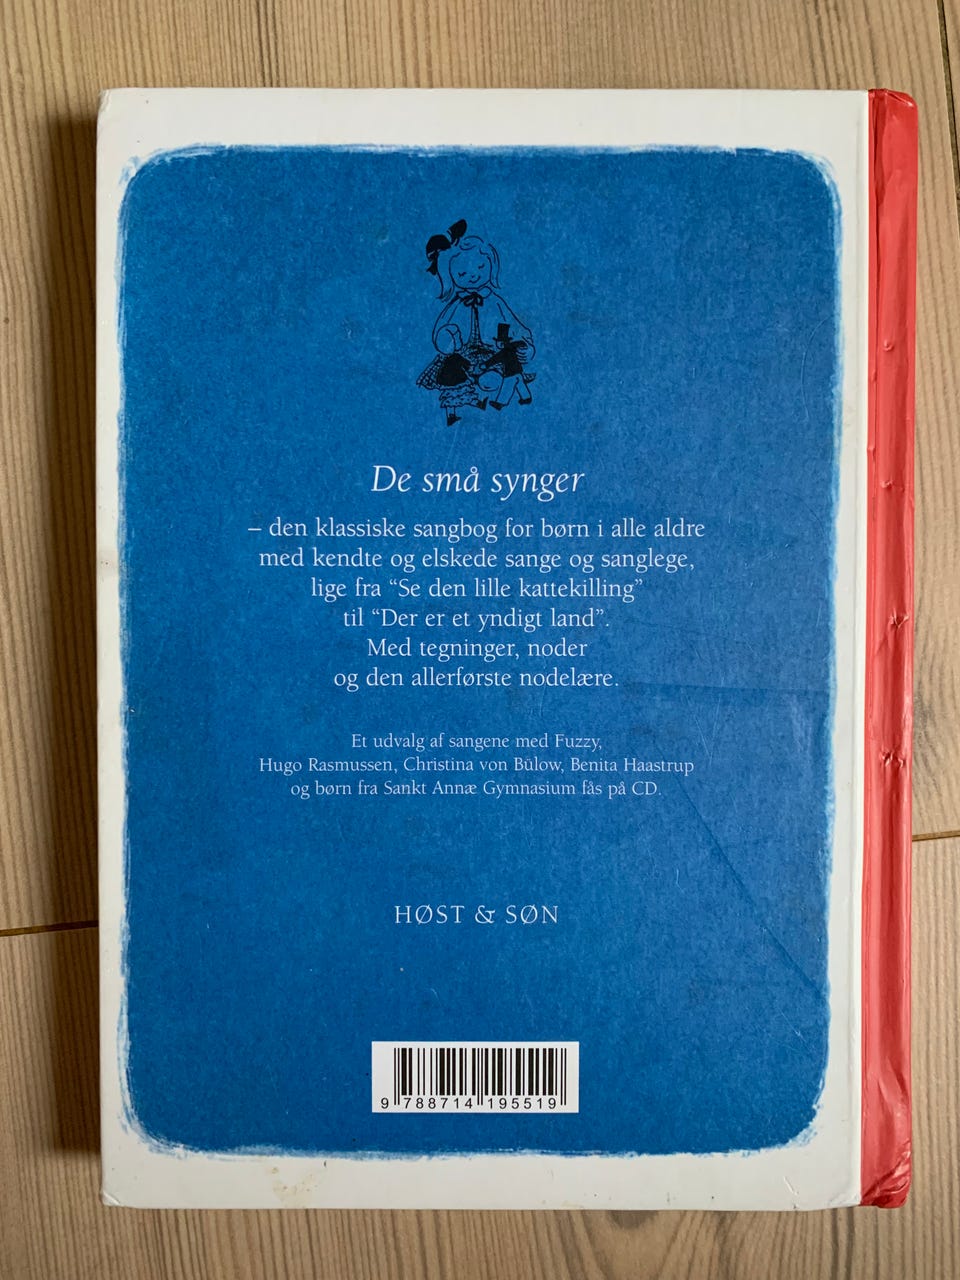 De små synger
– den klassiske sangbog for børn i alle aldre
med kendte og elskede sange og sanglege,
lige fra “Se den lille kattekilling”
til “Der er et yndigt land”.
Med tegninger, noder
og den allerførste nodelære.
Et udvalg af sangene med Fuzzy,
Hugo Rasmussen, Christina von Bülow, Benita Haastrup
og børn fra Sankt Annæ Gymnasium fås på CD.
HØST & SØN
9 788714 195519